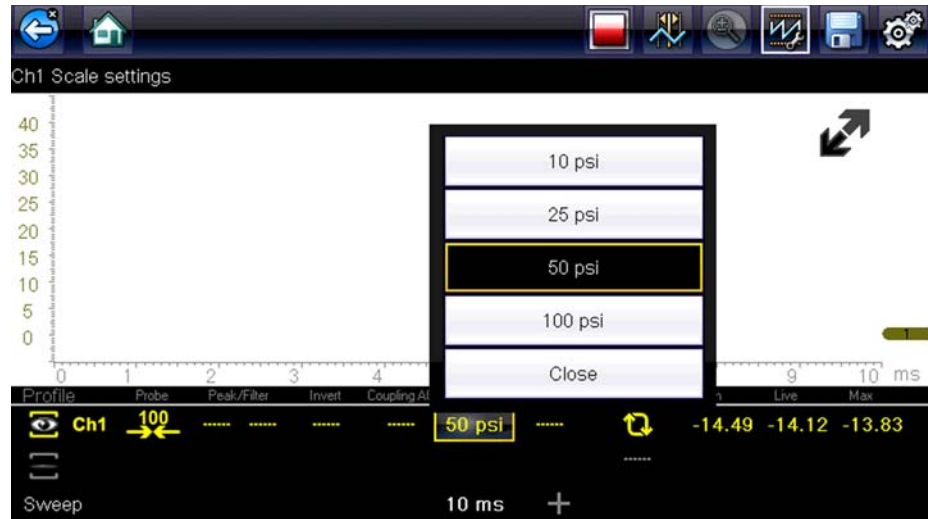 Ch1 Scale settings
40
35
30
25
20
15
10
5
0
10 psi
25 psi
50 psi
100 psi
Close
1
0 1 2 3 4 9 10 ms
Profile Probe Peak/Filter Invert Coupling Live Max
Ch1 100 ------ ------ ------ ------ 50 psi ------ -14.49 -14.12 -13.83
------
Sweep 10 ms +